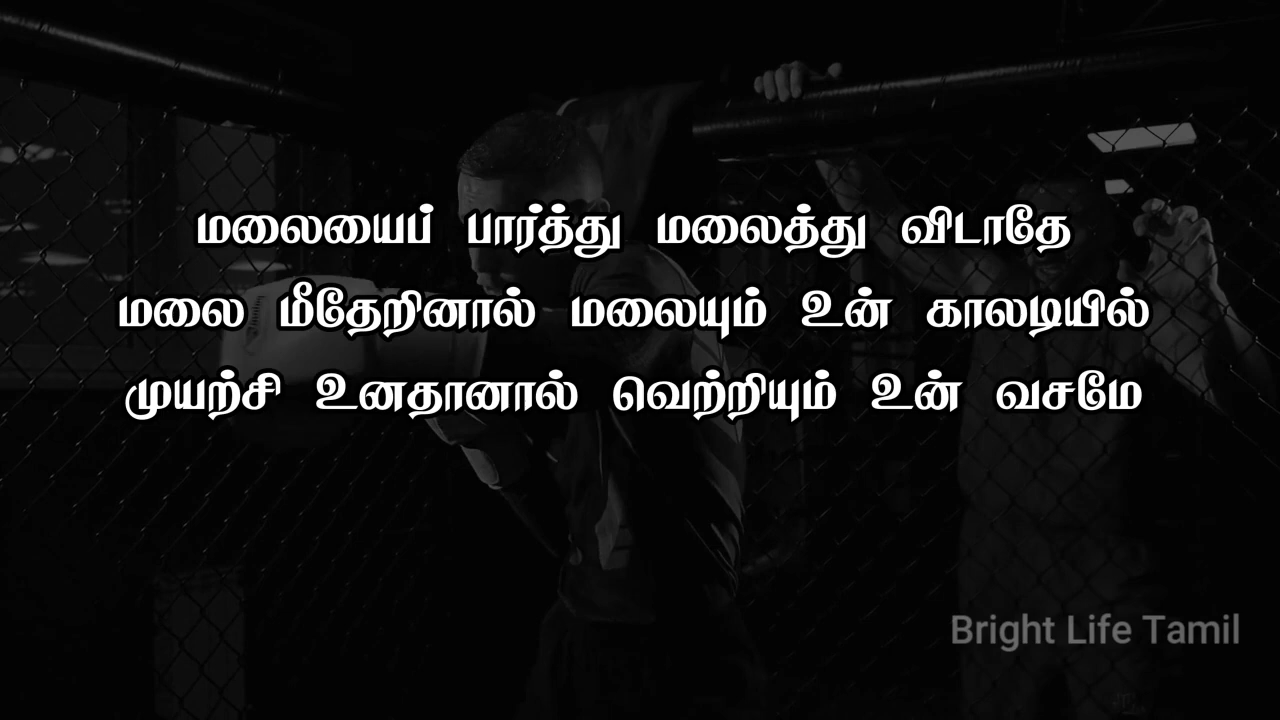 மலையைப் பார்த்து மலைத்து விடாதே
மலை மீதேறினால் மலையும் உன் காலடியில்
முயற்சி உனதானால் வெற்றியும் உன் வசமே
Bright Life Tamil